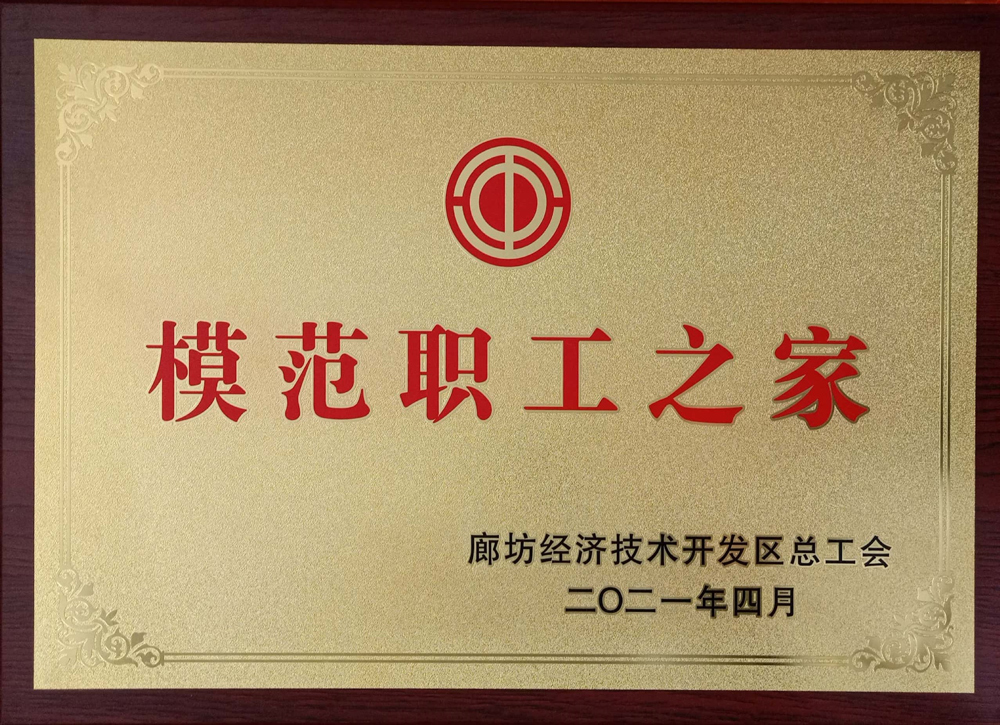 模范职工之家
廊坊经济技术开发区总工会
二〇二一年四月